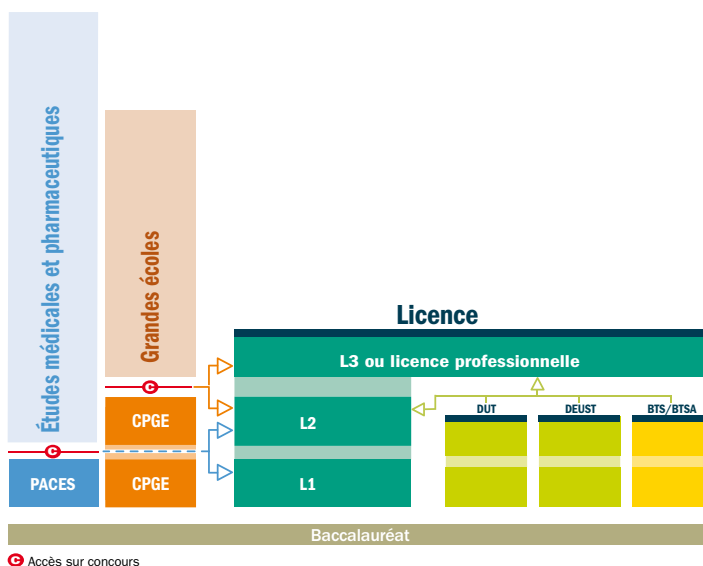 Études médicales et pharmaceutiques
Grandes écoles
Licence
L3 ou licence professionnelle
C
CPGE
L2
DUT
DEUST
BTS/BTSA
C
PACES
CPGE
L1
Baccalauréat
C Accès sur concours